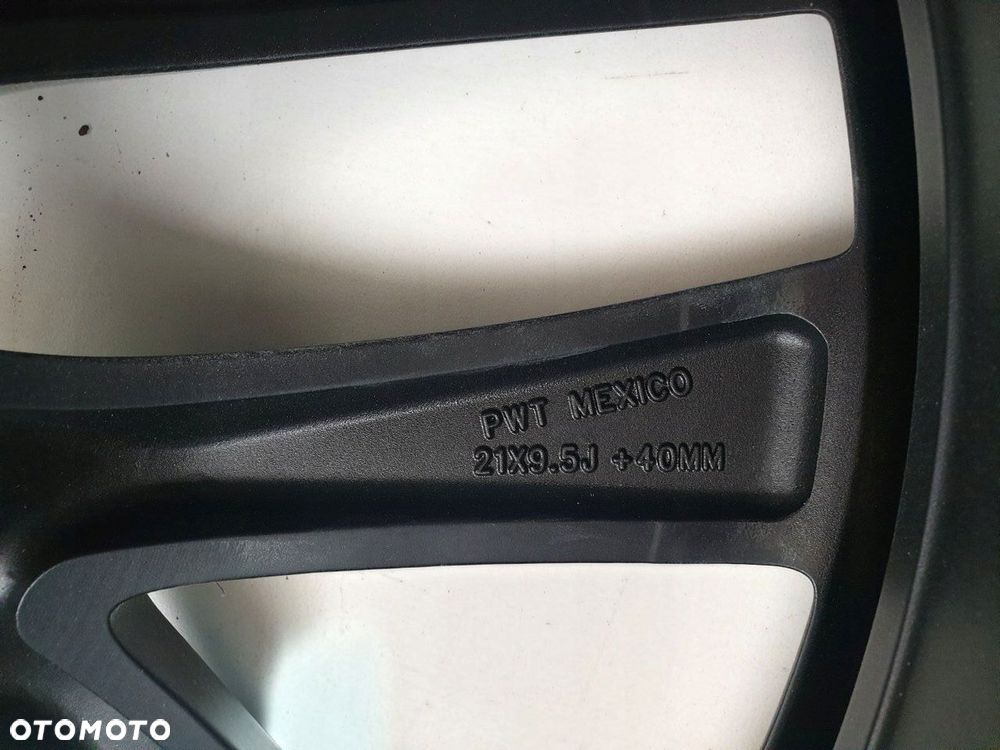 PWT MEXICO
21X9.5J +40MM
OTOMOTO